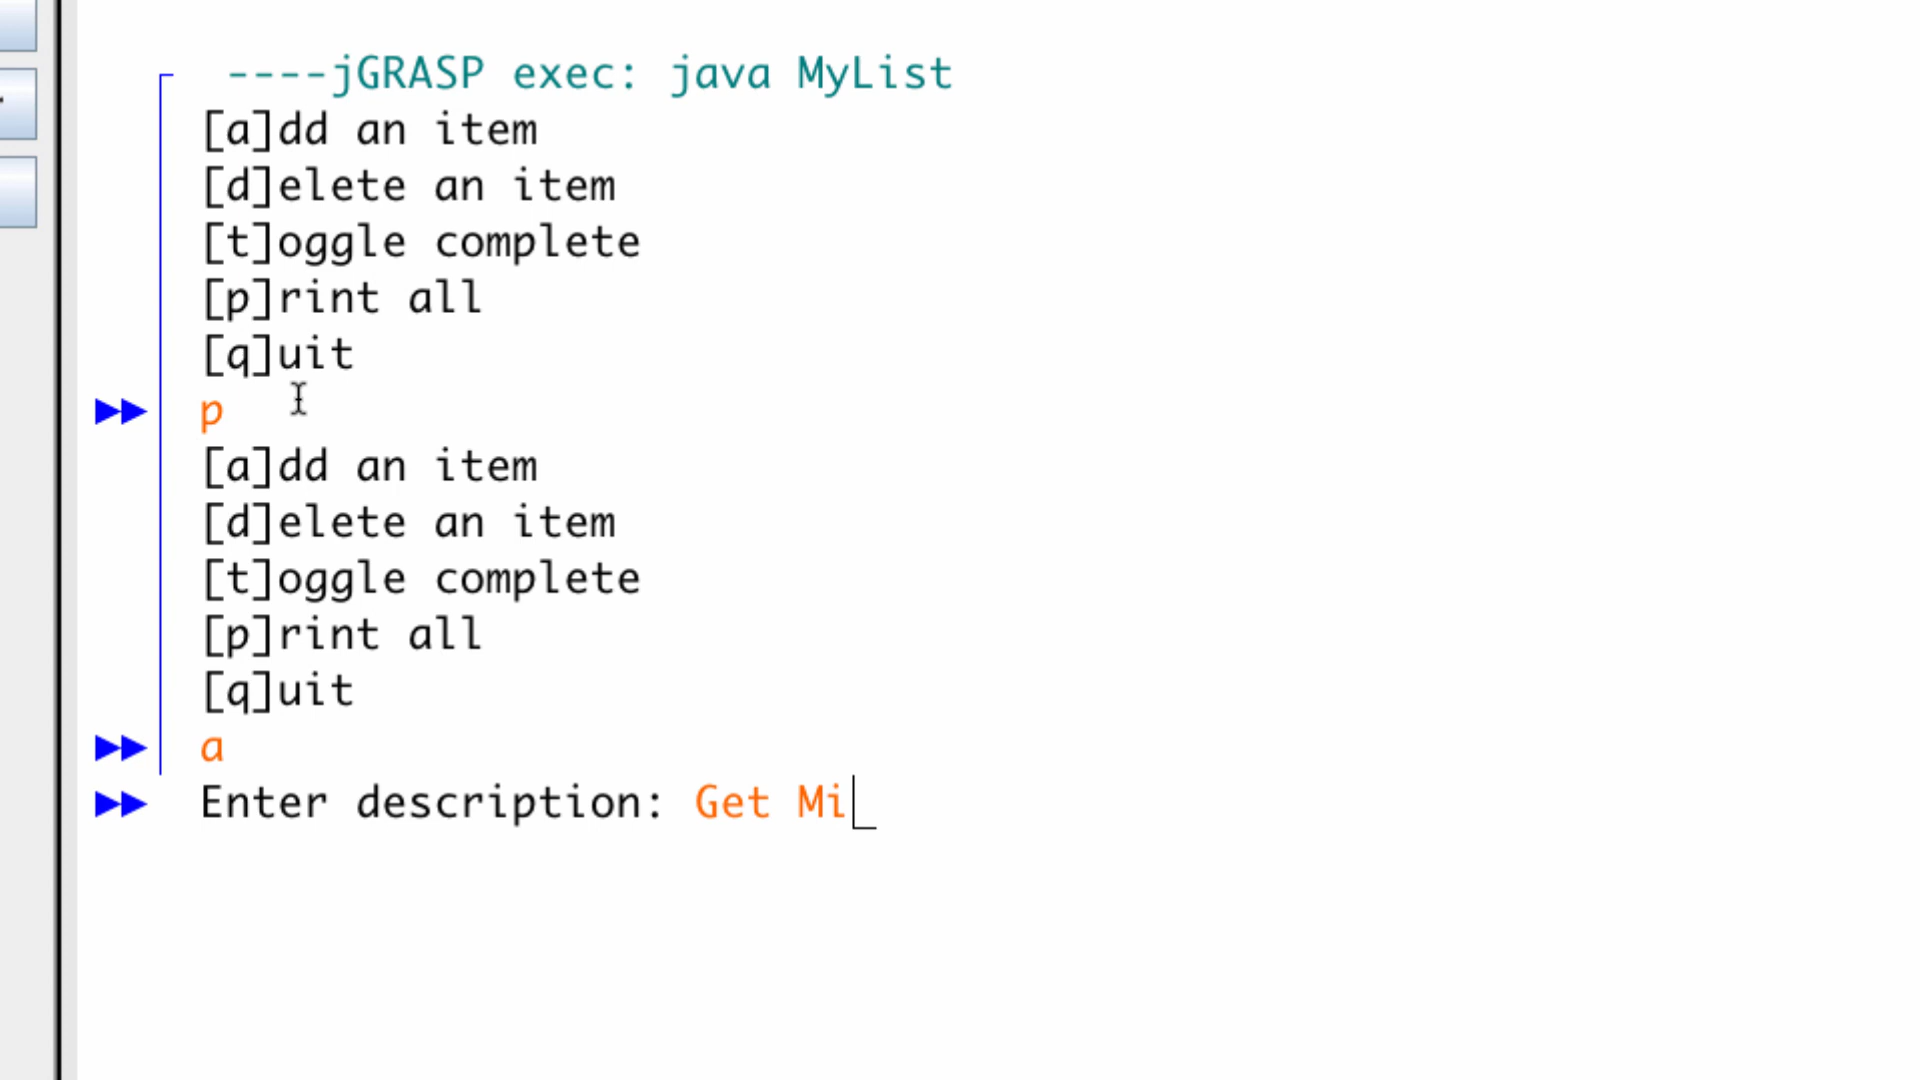 ----jGRASP exec: java MyList
[a]dd an item
[d]elete an item
[t]oggle complete
[p]rint all
[q]uit
p
[a]dd an item
[d]elete an item
[t]oggle complete
[p]rint all
[q]uit
a
Enter description: Get Mi